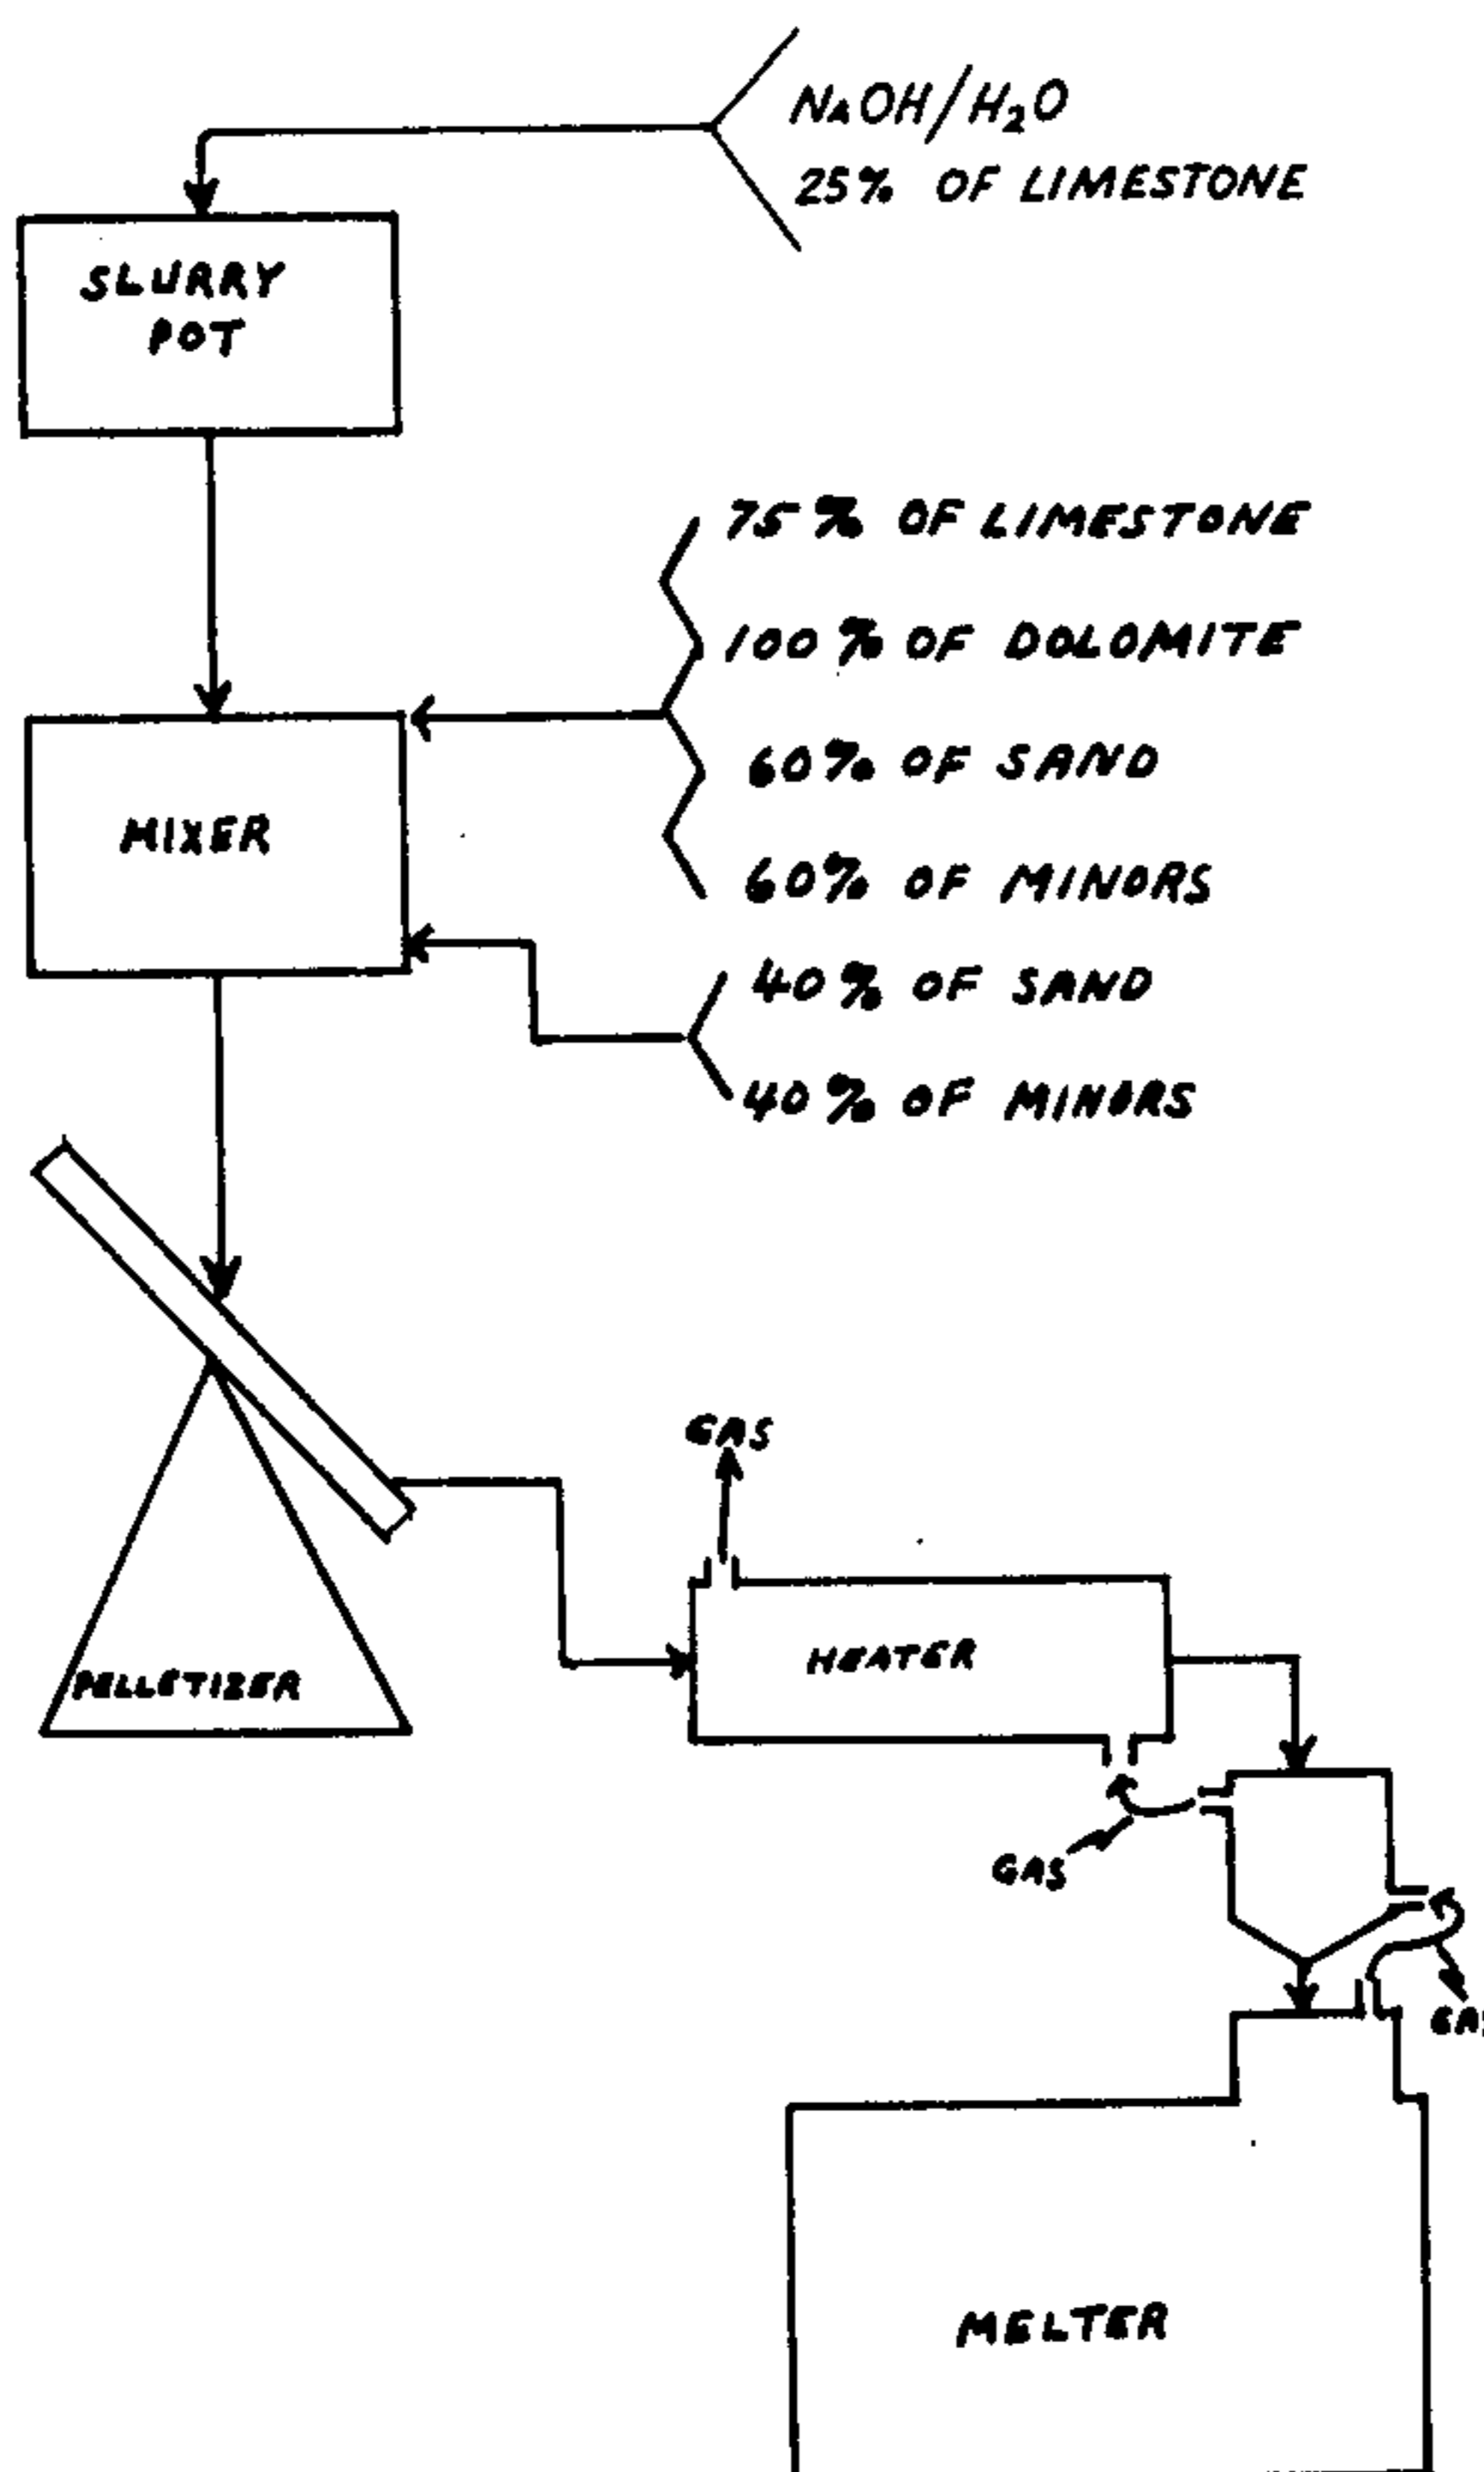 NaOH/H2O
25% OF LIMESTONE
SLURRY
POT
75% OF LIMESTONE
100% OF DOLOMITE
60% OF SAND
60% OF MINORS
MIXER
40% OF SAND
40% OF MINORS
GAS
HEATER
PELLETIZER
GAS
MELTER